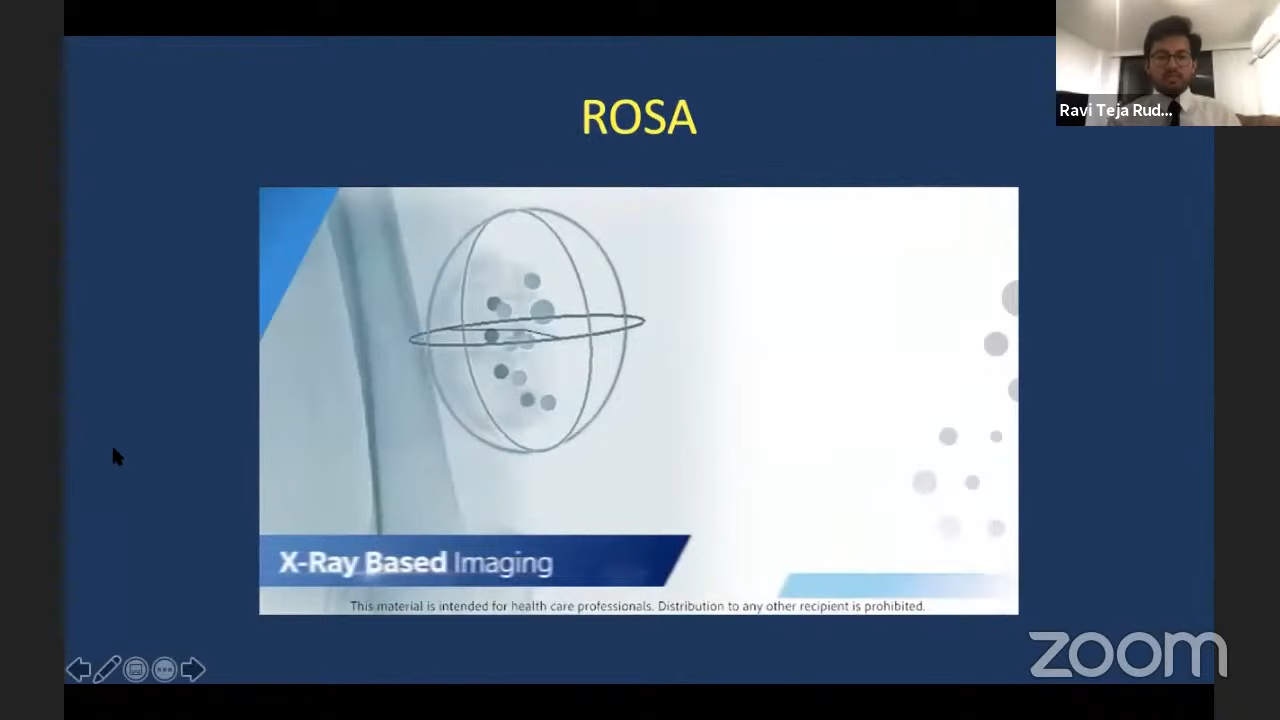 ROSA
Ravi Teja Rud...
X-Ray Based Imaging
This material is intended for health care professionals. Distribution to any other recipient is prohibited.
zoom